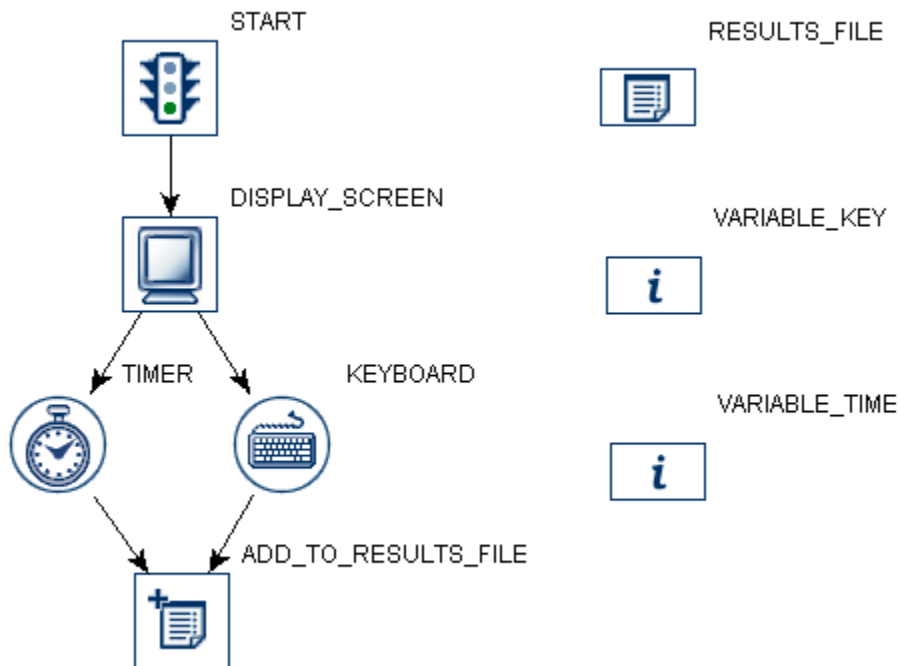 START
RESULTS_FILE
DISPLAY_SCREEN
VARIABLE_KEY
i
TIMER
KEYBOARD
VARIABLE_TIME
i
ADD_TO_RESULTS_FILE